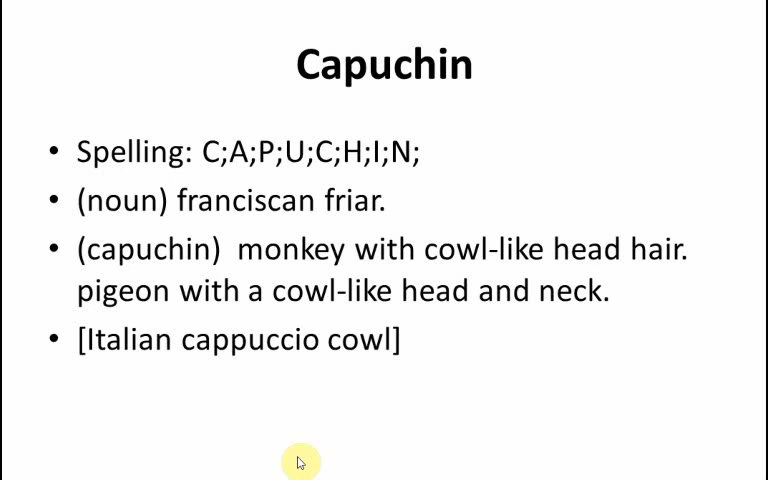 Capuchin
• Spelling: C;A;P;U;C;H;I;N;
• (noun) franciscan friar.
• (capuchin)  monkey with cowl-like head hair.
pigeon with a cowl-like head and neck.
• [Italian cappuccio cowl]